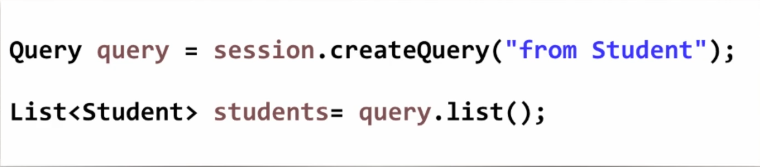 Query query = session.createQuery("from Student");
List<Student> students= query.list();